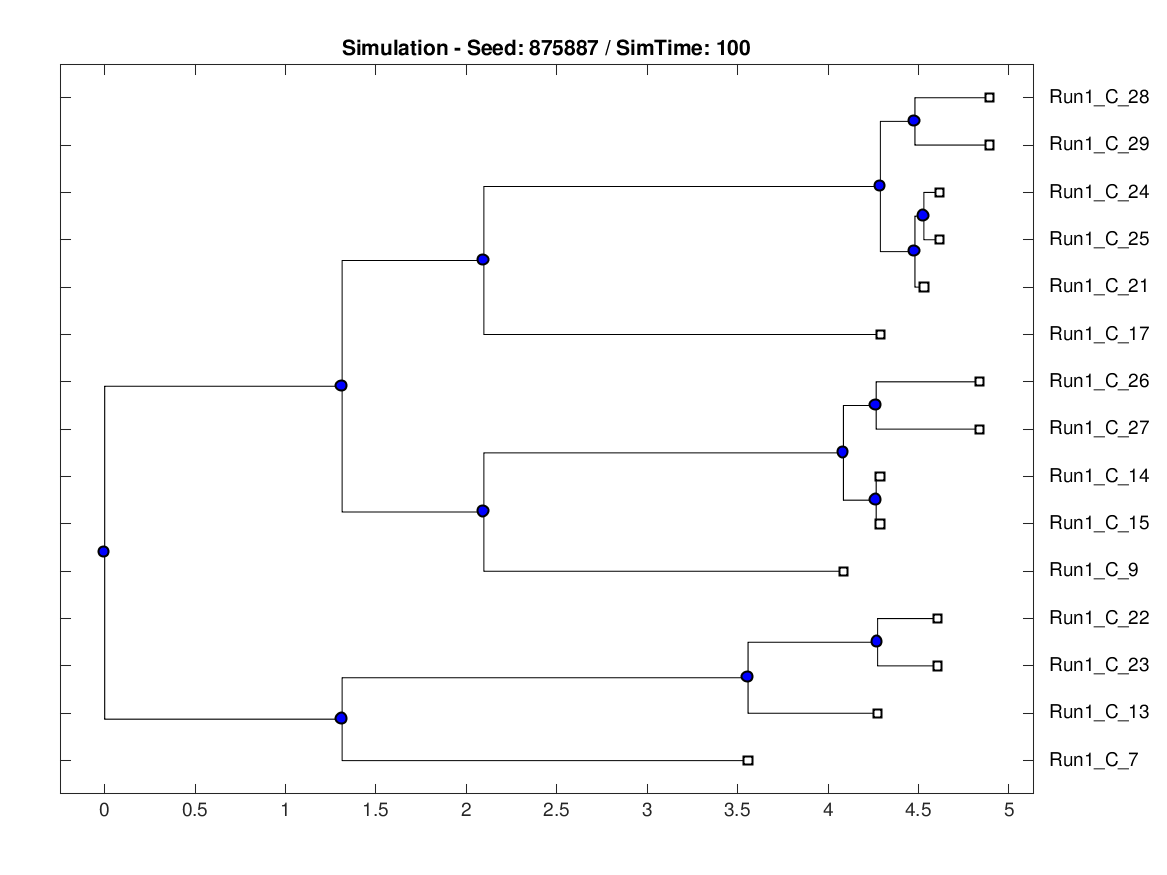 Simulation - Seed: 875887 / SimTime: 100
Run1_C_28
Run1_C_29
Run1_C_24
Run1_C_25
Run1_C_21
Run1_C_17
Run1_C_26
Run1_C_27
Run1_C_14
Run1_C_15
Run1_C_9
Run1_C_22
Run1_C_23
Run1_C_13
Run1_C_7
0 0.5 1 1.5 2 2.5 3 3.5 4 4.5 5